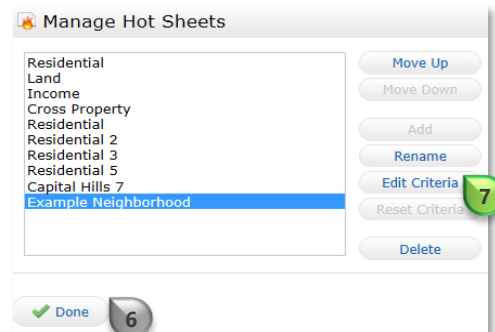 Manage Hot Sheets
Residential
Land
Income
Cross Property
Residential
Residential 2
Residential 3
Residential 5
Capital Hills 7
Example Neighborhood
Move Up
Move Down
Add
Rename
Edit Criteria
7
Reset Criteria
Delete
Done
6